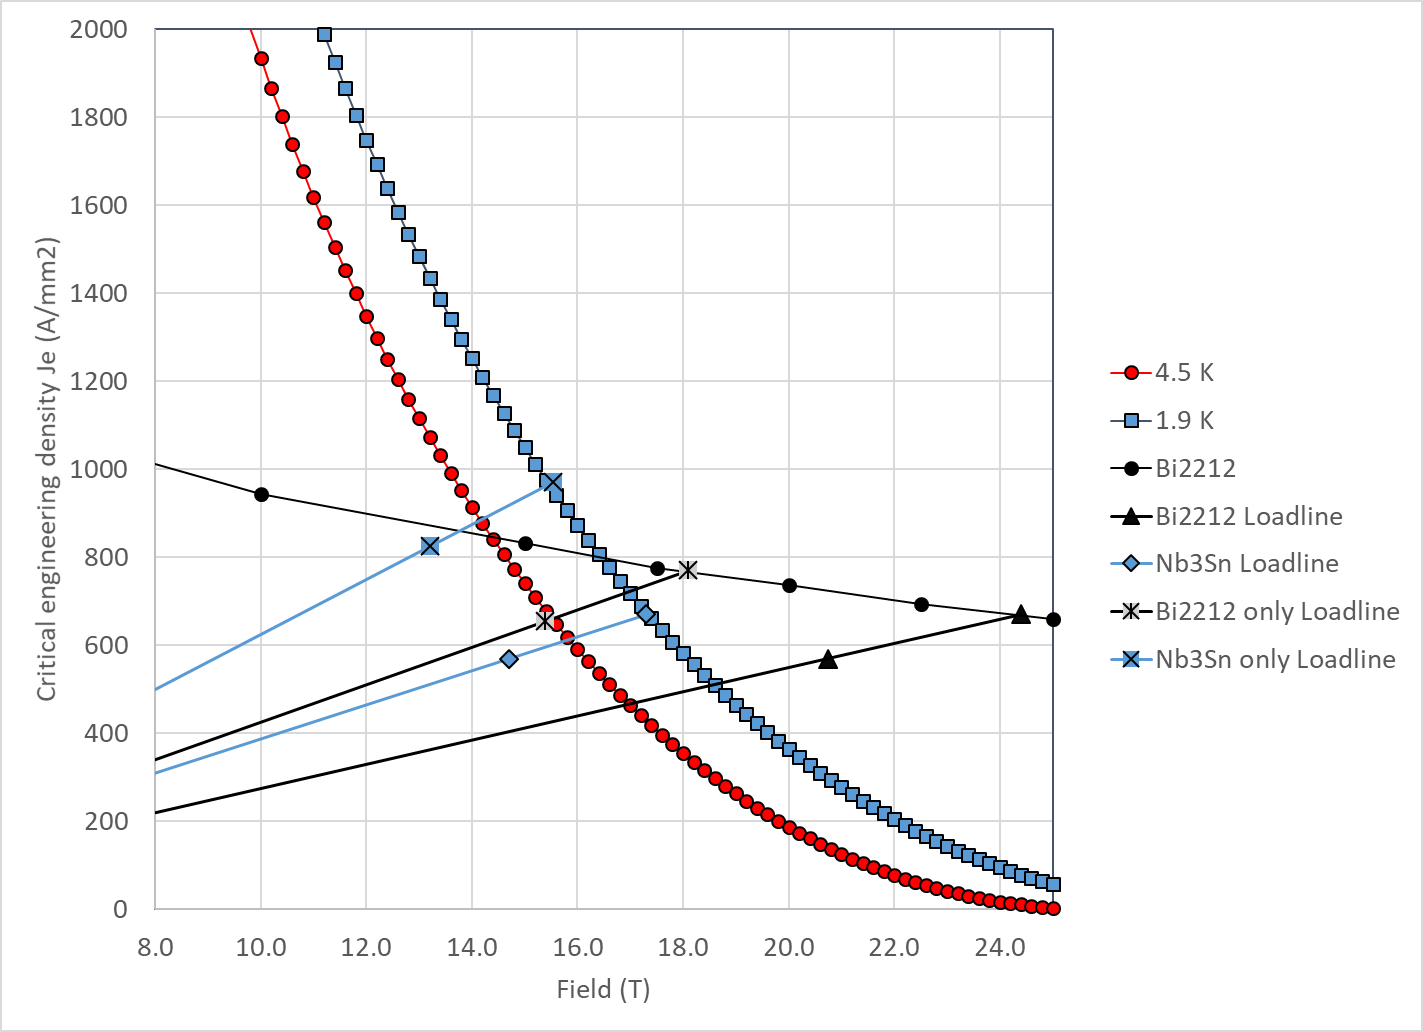 2000
1800
1600
1400
1200
1000
800
600
400
200
0
Critical engineering density Je (A/mm2)
8.0 10.0 12.0 14.0 16.0 18.0 20.0 22.0 24.0
Field (T)
4.5 K
1.9 K
Bi2212
Bi2212 Loadline
Nb3Sn Loadline
Bi2212 only Loadline
Nb3Sn only Loadline